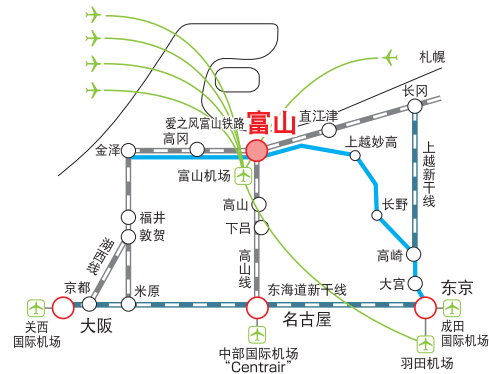 札幌
长冈
爱之风富山铁路
富山
直江津
高冈
金泽
上越妙高
上越新干线
富山机场
高山
长野
福井
下吕
敦贺
湖西线
高山线
高崎
京都
米原
东海道新干线
大宫
东京
大阪
名古屋
关西
国际机场
成田
国际机场
中部国际机场
“Centrair”
羽田机场